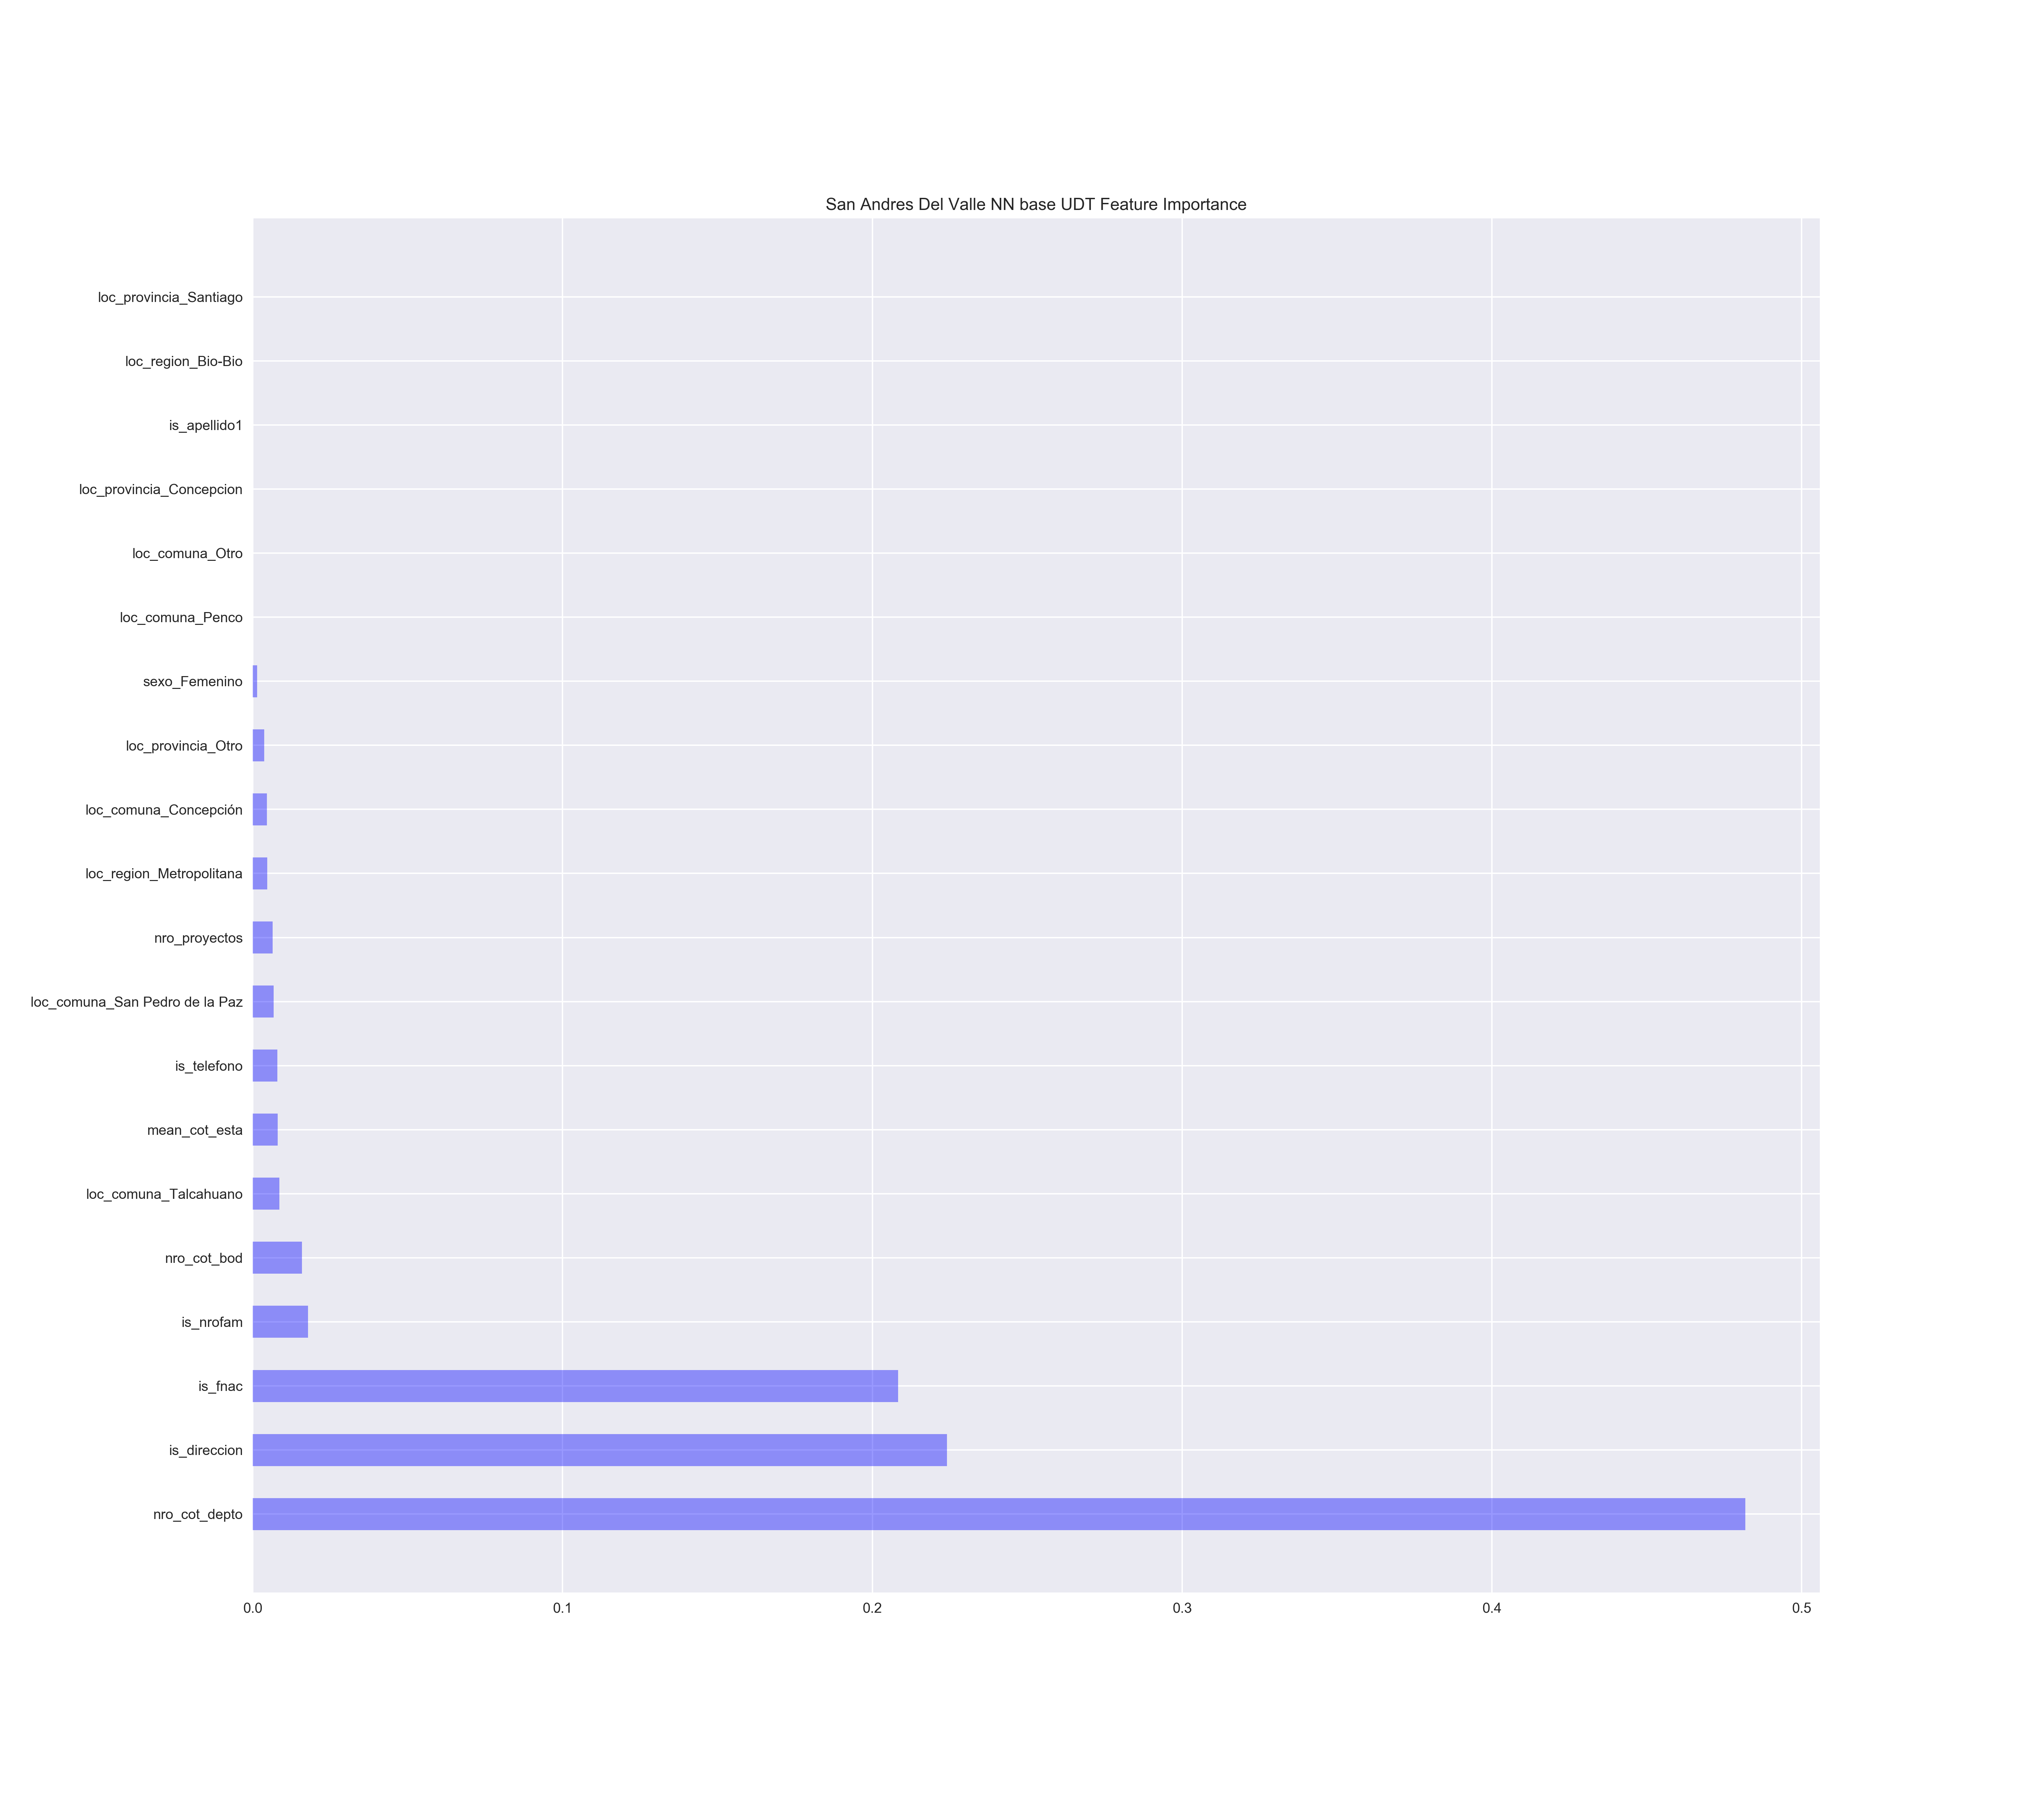 San Andres Del Valle NN base UDT Feature Importance
loc_provincia_Santiago
loc_region_Bio-Bio
is_apellido1
loc_provincia_Concepcion
loc_comuna_Otro
loc_comuna_Penco
sexo_Femenino
loc_provincia_Otro
loc_comuna_Concepción
loc_region_Metropolitana
nro_proyectos
loc_comuna_San Pedro de la Paz
is_telefono
mean_cot_esta
loc_comuna_Talcahuano
nro_cot_bod
is_nrofam
is_fnac
is_direccion
nro_cot_depto
0.0 0.1 0.2 0.3 0.4 0.5